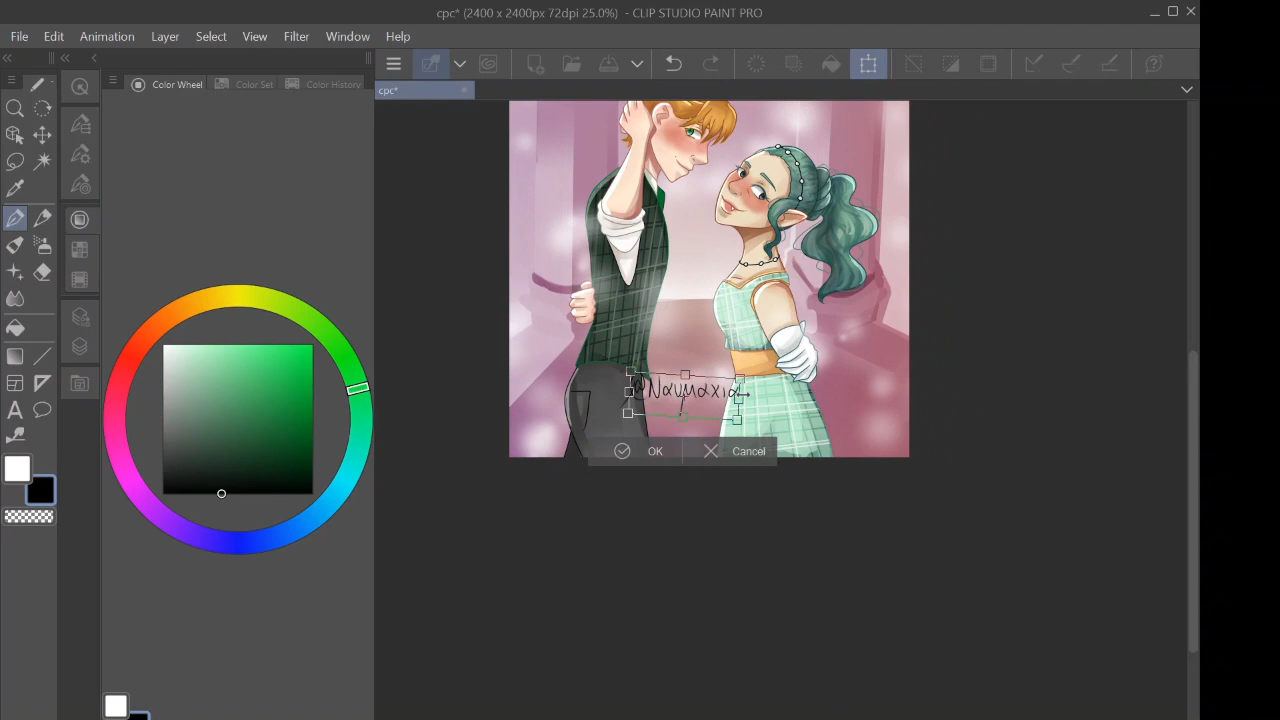 cpc* (2400 x 2400px 72dpi 25.0%) - CLIP STUDIO PAINT PRO
File Edit Animation Layer Select View Filter Window Help
Color Wheel Color Set Color History
cpc*
@Naumaxia
OK Cancel